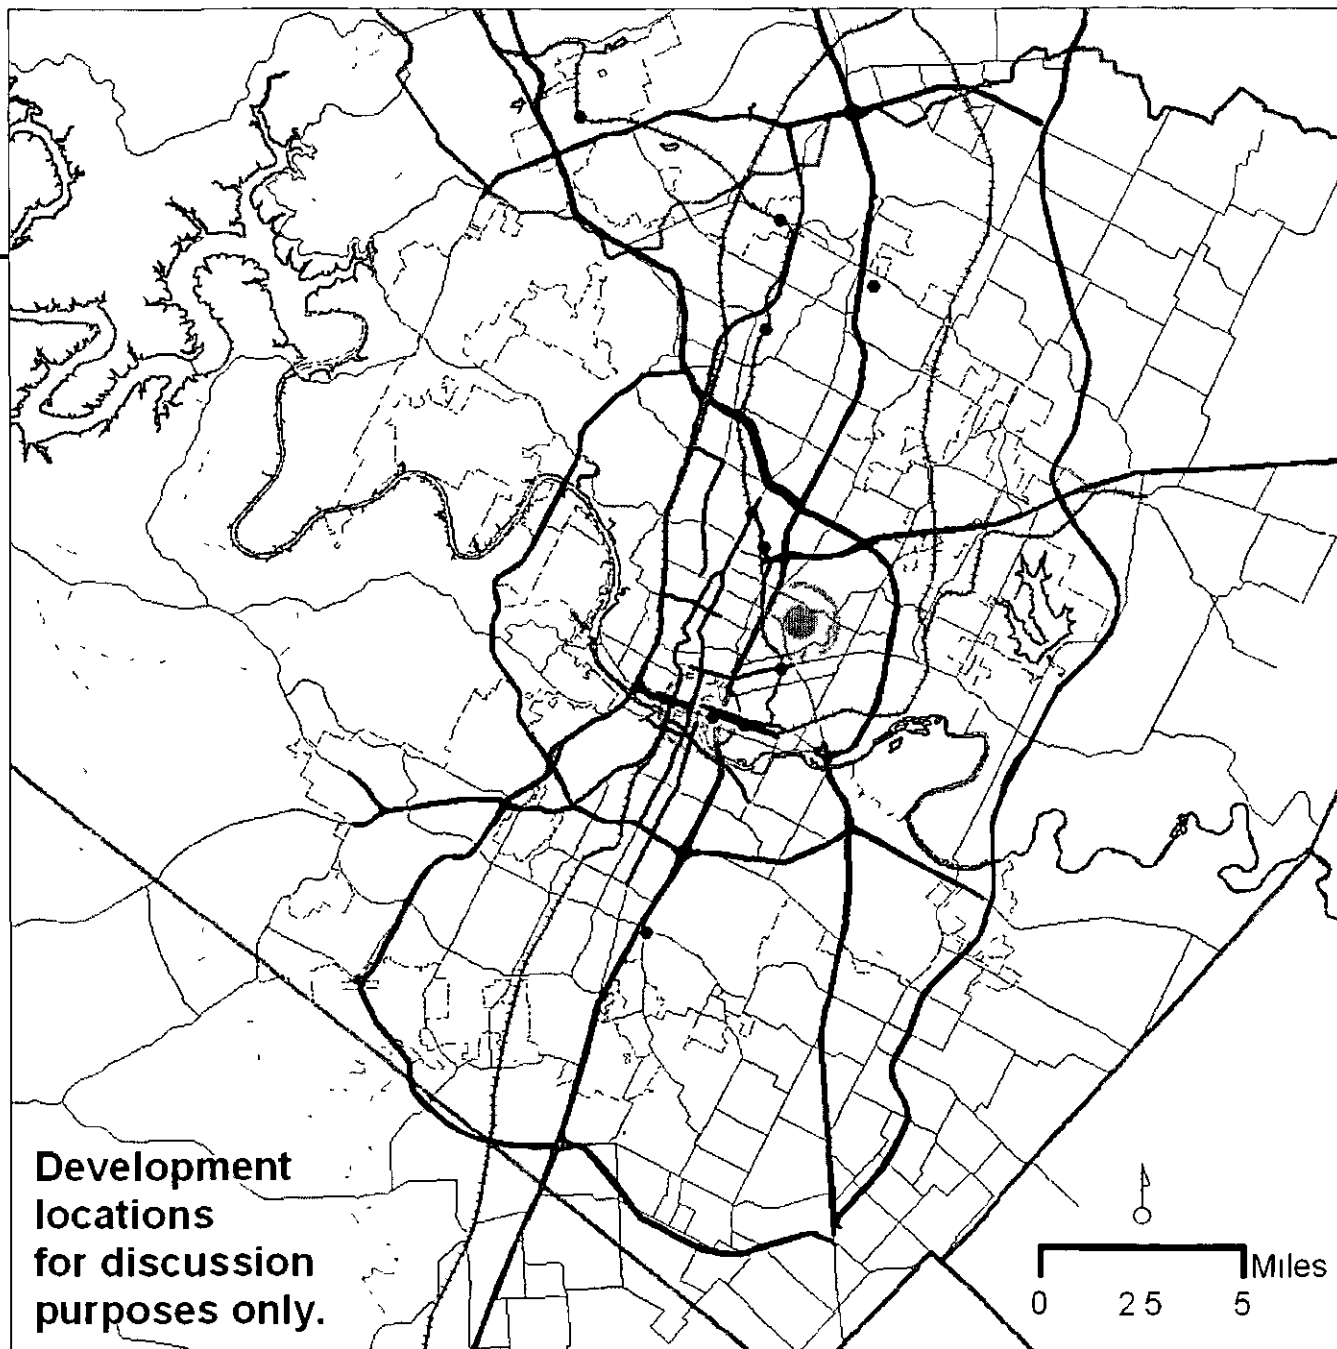 Development
locations
for discussion
purposes only.
Miles
0 2 5 5